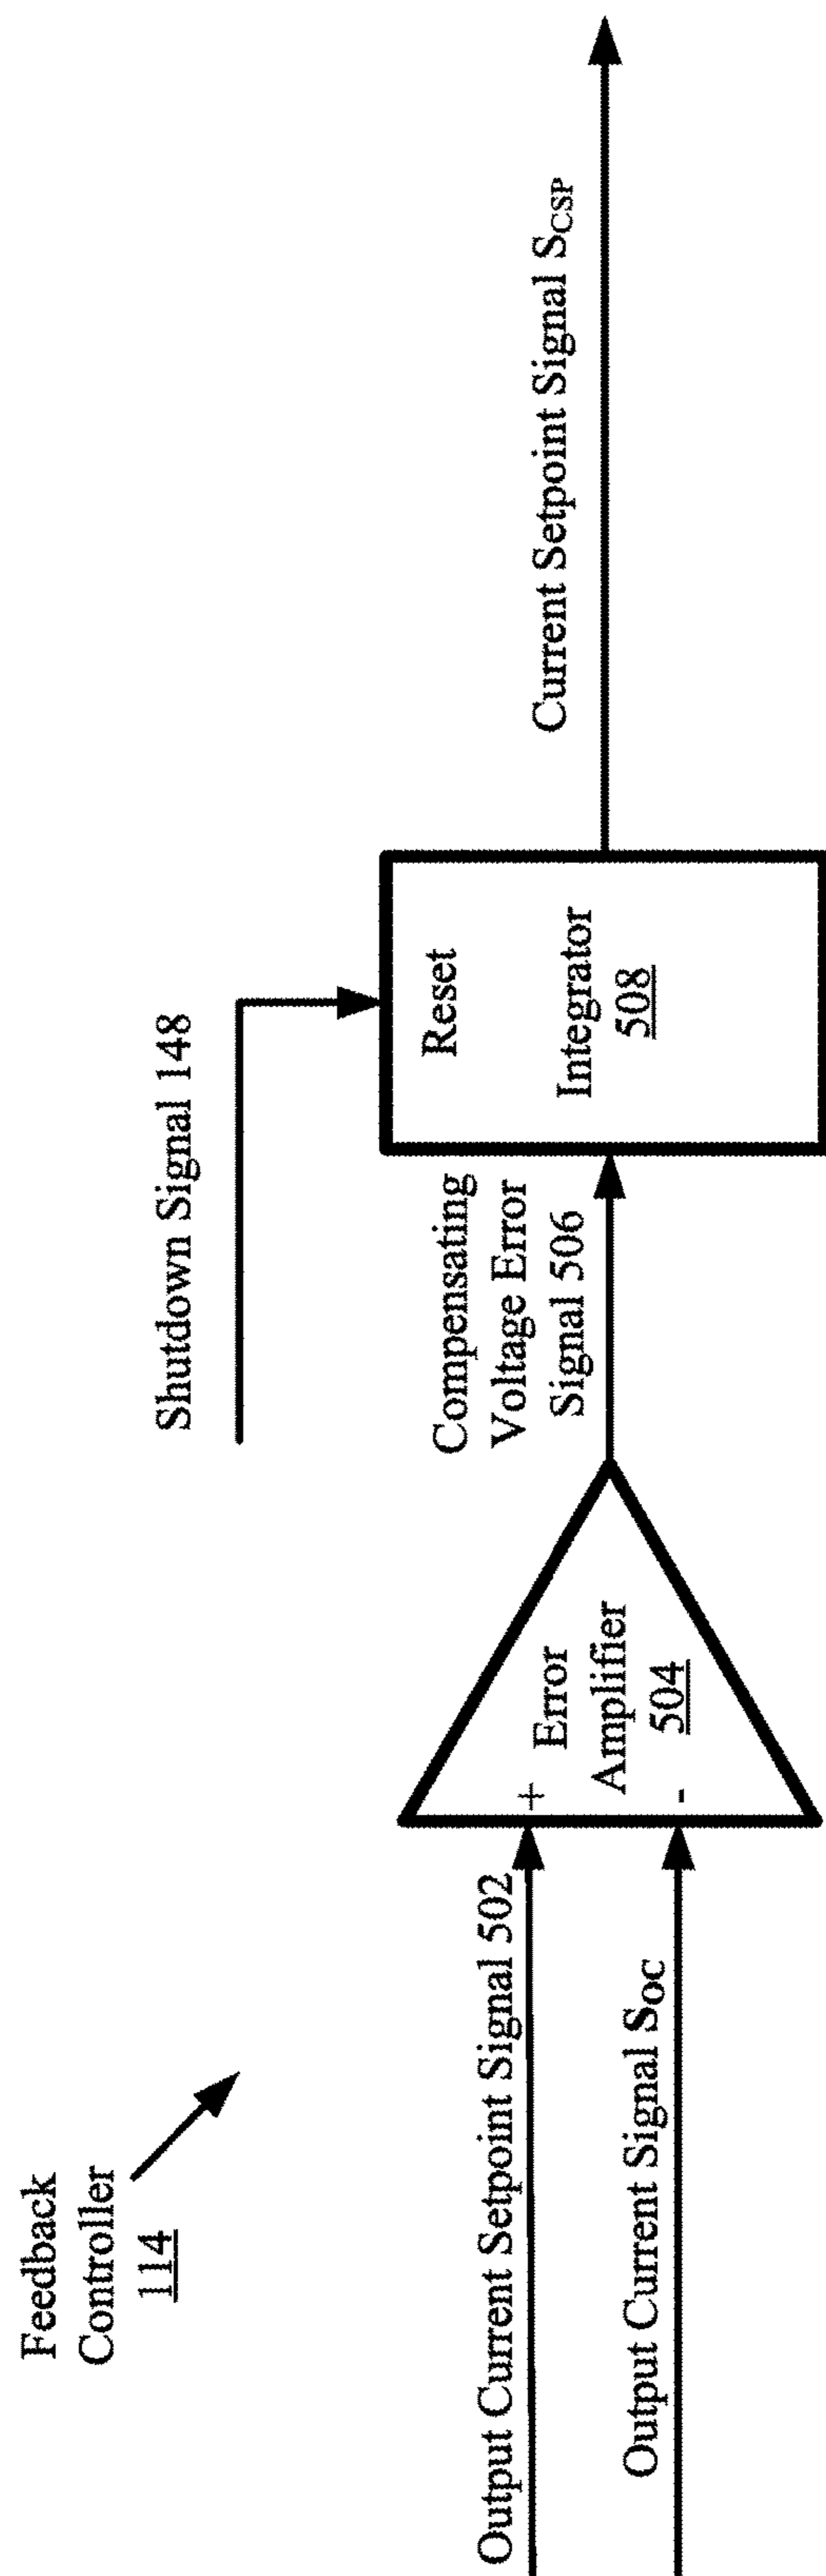 Feedback
Controller
114
Output Current Setpoint Signal 502
Output Current Signal SOC
+
-
Error
Amplifier
504
Compensating
Voltage Error
Signal 506
Shutdown Signal 148
Reset
Integrator
508
Current Setpoint Signal SCSP